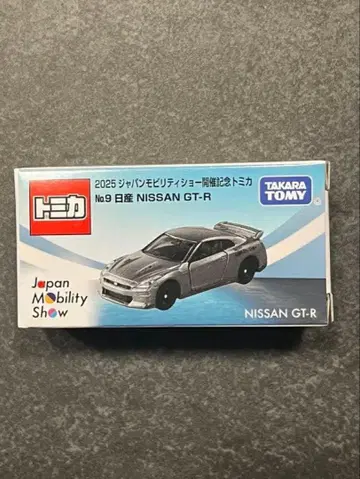 トミカ
2025 ジャパンモビリティショー開催記念トミカ
No.9 日産 NISSAN GT-R
TAKARA
TOMY
Japan
Mobility
Show
NISSAN GT-R